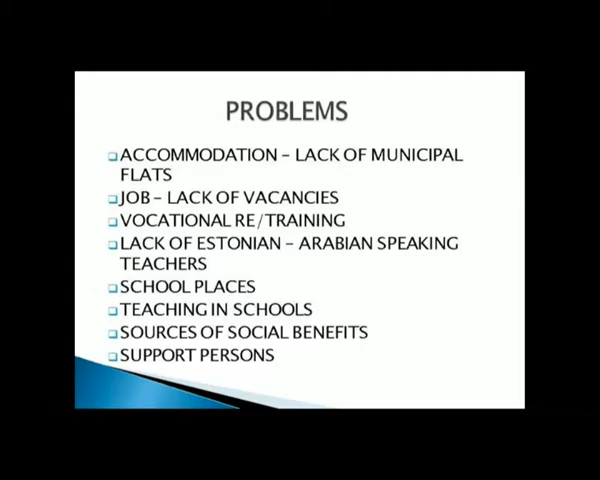 PROBLEMS
ACCOMMODATION – LACK OF MUNICIPAL
FLATS
JOB – LACK OF VACANCIES
VOCATIONAL RE/TRAINING
LACK OF ESTONIAN – ARABIAN SPEAKING
TEACHERS
SCHOOL PLACES
TEACHING IN SCHOOLS
SOURCES OF SOCIAL BENEFITS
SUPPORT PERSONS